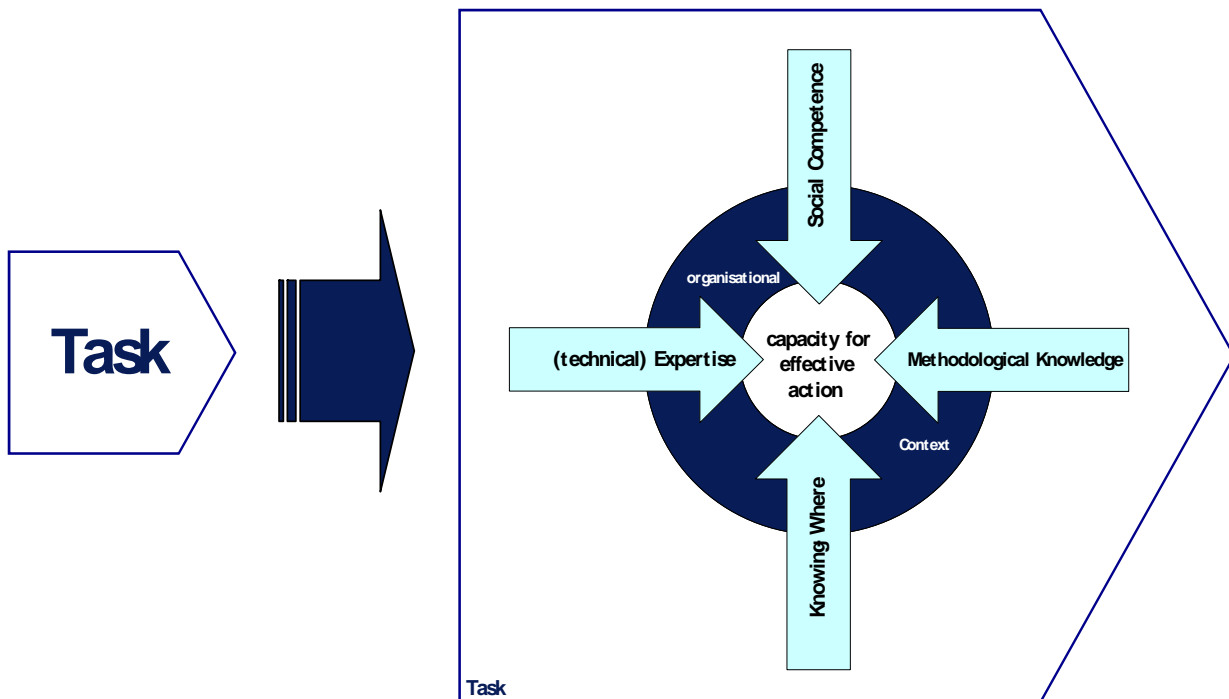 Task
Social Competence
organisational
(technical) Expertise
capacity for
effective
action
Methodological Knowledge
Context
Knowing-Where
Task